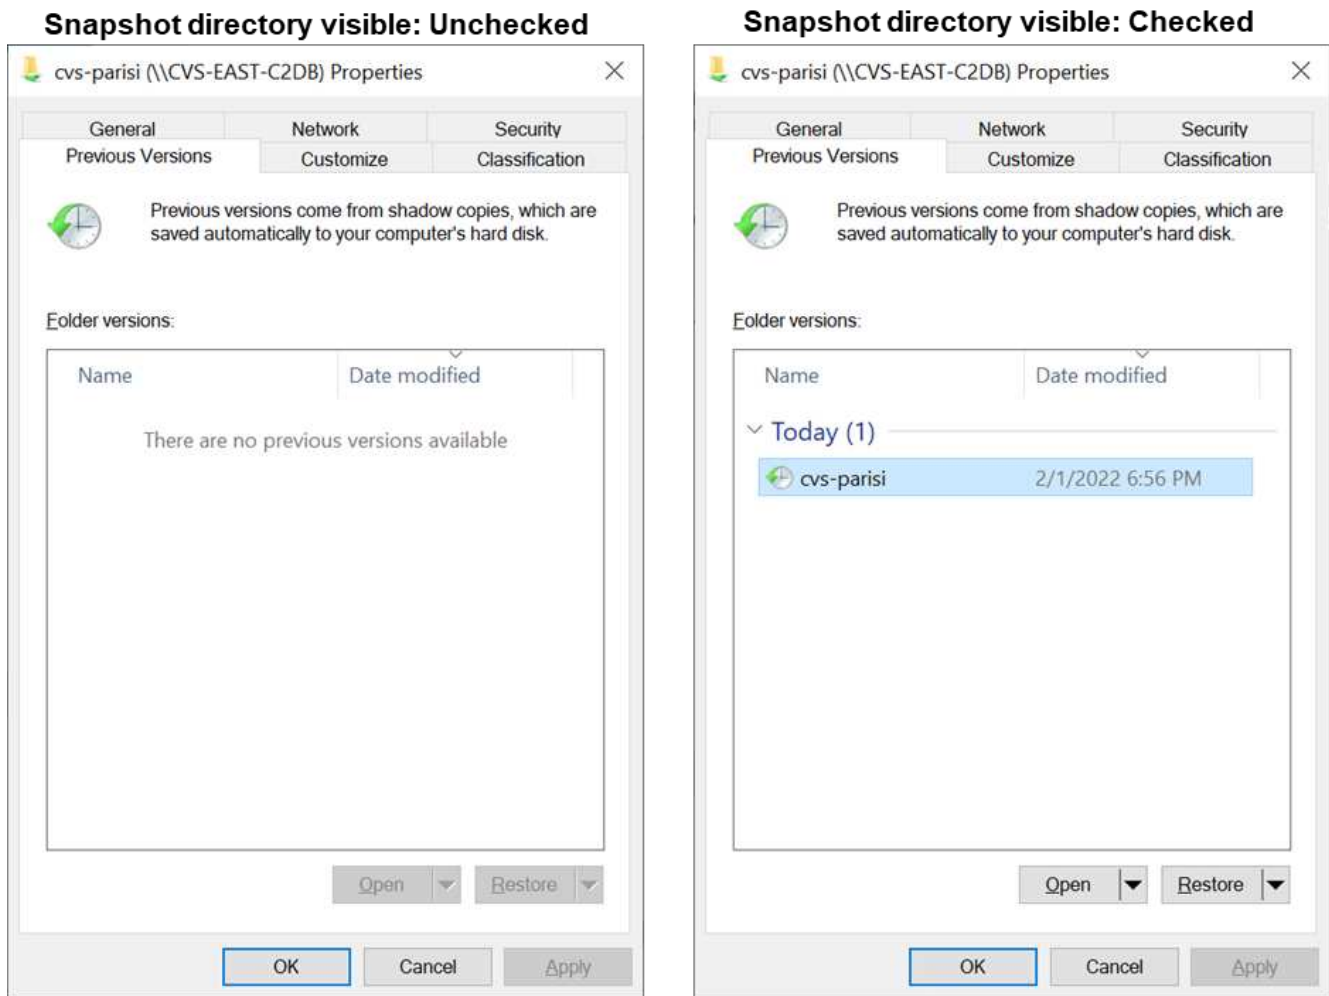 Snapshot directory visible: Unchecked
cvs-parisi (\\CVS-EAST-C2DB) Properties
General Network Security
Previous Versions Customize Classification
Previous versions come from shadow copies, which are
saved automatically to your computer's hard disk.
Folder versions:
Name Date modified
There are no previous versions available
Open Restore
OK Cancel Apply
Snapshot directory visible: Checked
cvs-parisi (\\CVS-EAST-C2DB) Properties
General Network Security
Previous Versions Customize Classification
Previous versions come from shadow copies, which are
saved automatically to your computer's hard disk.
Folder versions:
Name Date modified
Today (1)
cvs-parisi 2/1/2022 6:56 PM
Open Restore
OK Cancel Apply